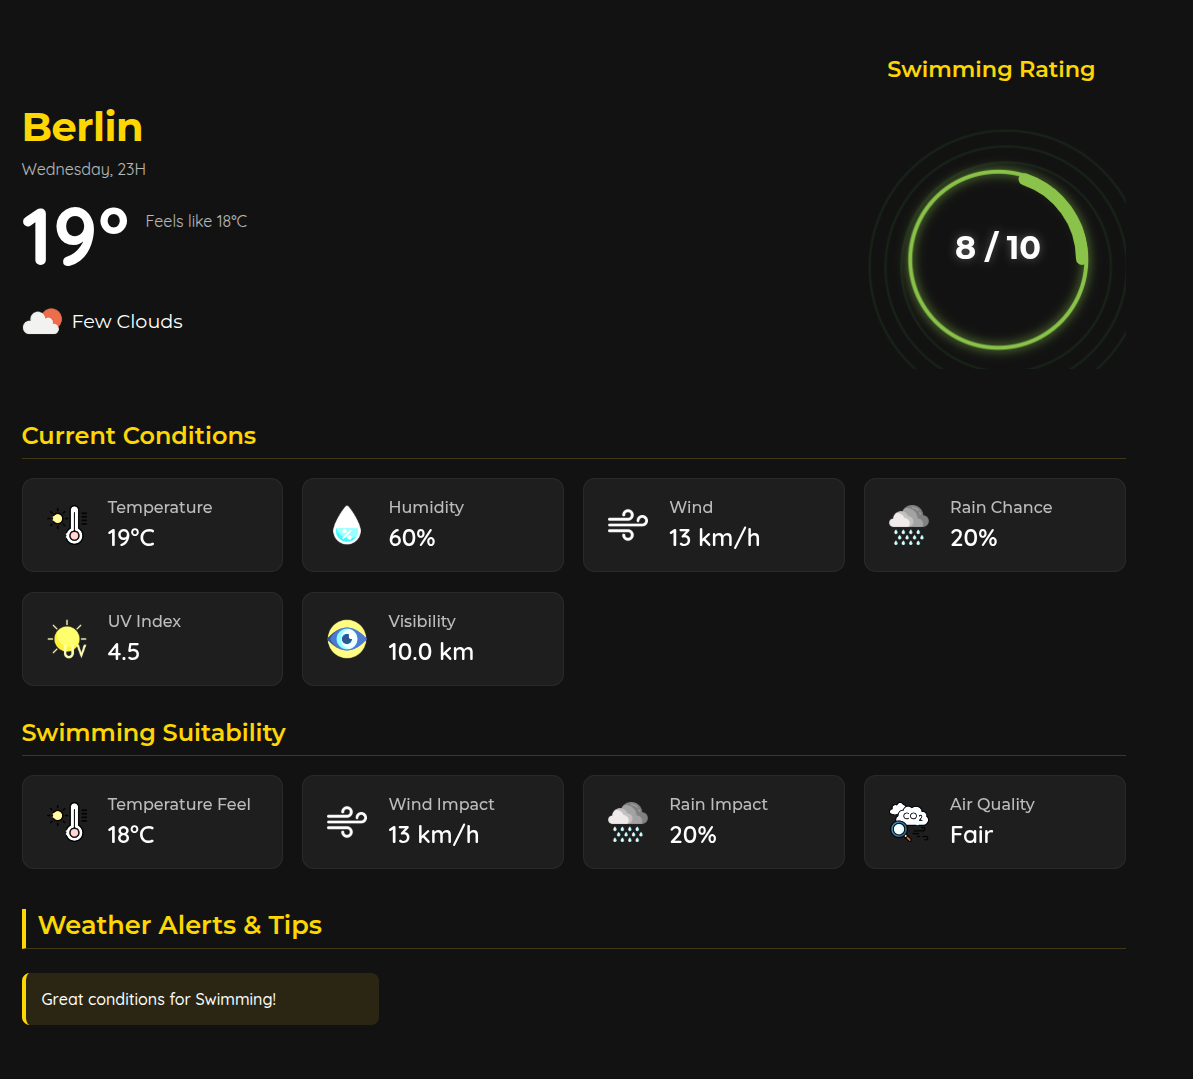 Swimming Rating
Berlin
Wednesday, 23H
19°
Feels like 18°C
8 / 10
Few Clouds
Current Conditions
Temperature
19°C
Humidity
%
60%
Wind
13 km/h
Rain Chance
20%
UV Index
UV
4.5
Visibility
10.0 km
Swimming Suitability
Temperature Feel
18°C
Wind Impact
13 km/h
Rain Impact
20%
Air Quality
CO2
Fair
Weather Alerts & Tips
Great conditions for Swimming!